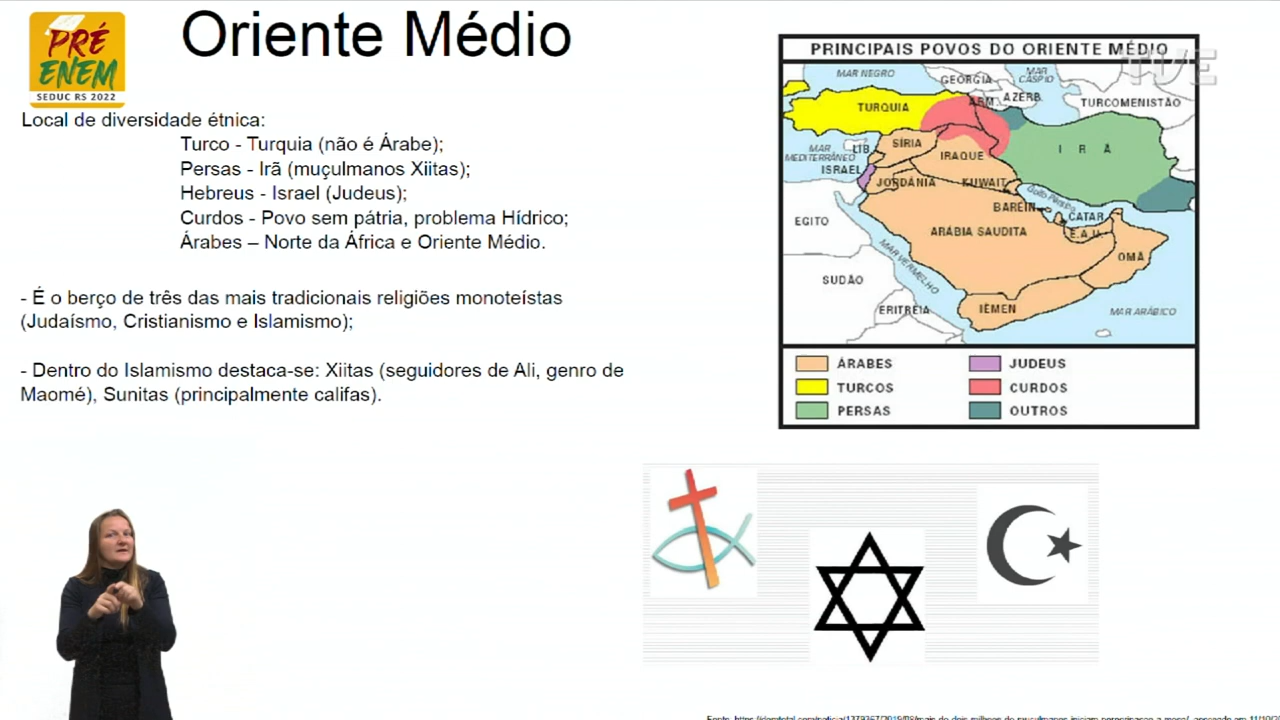 PRÉ
ENEM
SEDUC RS 2022
Oriente Médio
Local de diversidade étnica:
Turco - Turquia (não é Árabe);
Persas - Irã (muçulmanos Xiitas);
Hebreus - Israel (Judeus);
Curdos - Povo sem pátria, problema Hídrico;
Árabes – Norte da África e Oriente Médio.
- É o berço de três das mais tradicionais religiões monoteístas
(Judaísmo, Cristianismo e Islamismo);
- Dentro do Islamismo destaca-se: Xiitas (seguidores de Ali, genro de
Maomé), Sunitas (principalmente califas).
PRINCIPAIS POVOS DO ORIENTE MÉDIO
TVE
MAR NEGRO
GEÓRGIA
MAR
CÁSPIO
ARM.
AZERB.
TURCOMENISTÃO
TURQUIA
MAR
MEDITERRÂNEO
LÍB.
SÍRIA
IRAQUE
I R Ã
ISRAEL
JORDÂNIA
KUWAIT
Golfo Pérsico
BAREIN
CATAR
E.A.U.
EGITO
ARÁBIA SAUDITA
OMÃ
MAR VERMELHO
SUDÃO
ERITRÉIA
IÊMEN
MAR ARÁBICO
ÁRABES
JUDEUS
TURCOS
CURDOS
PERSAS
OUTROS